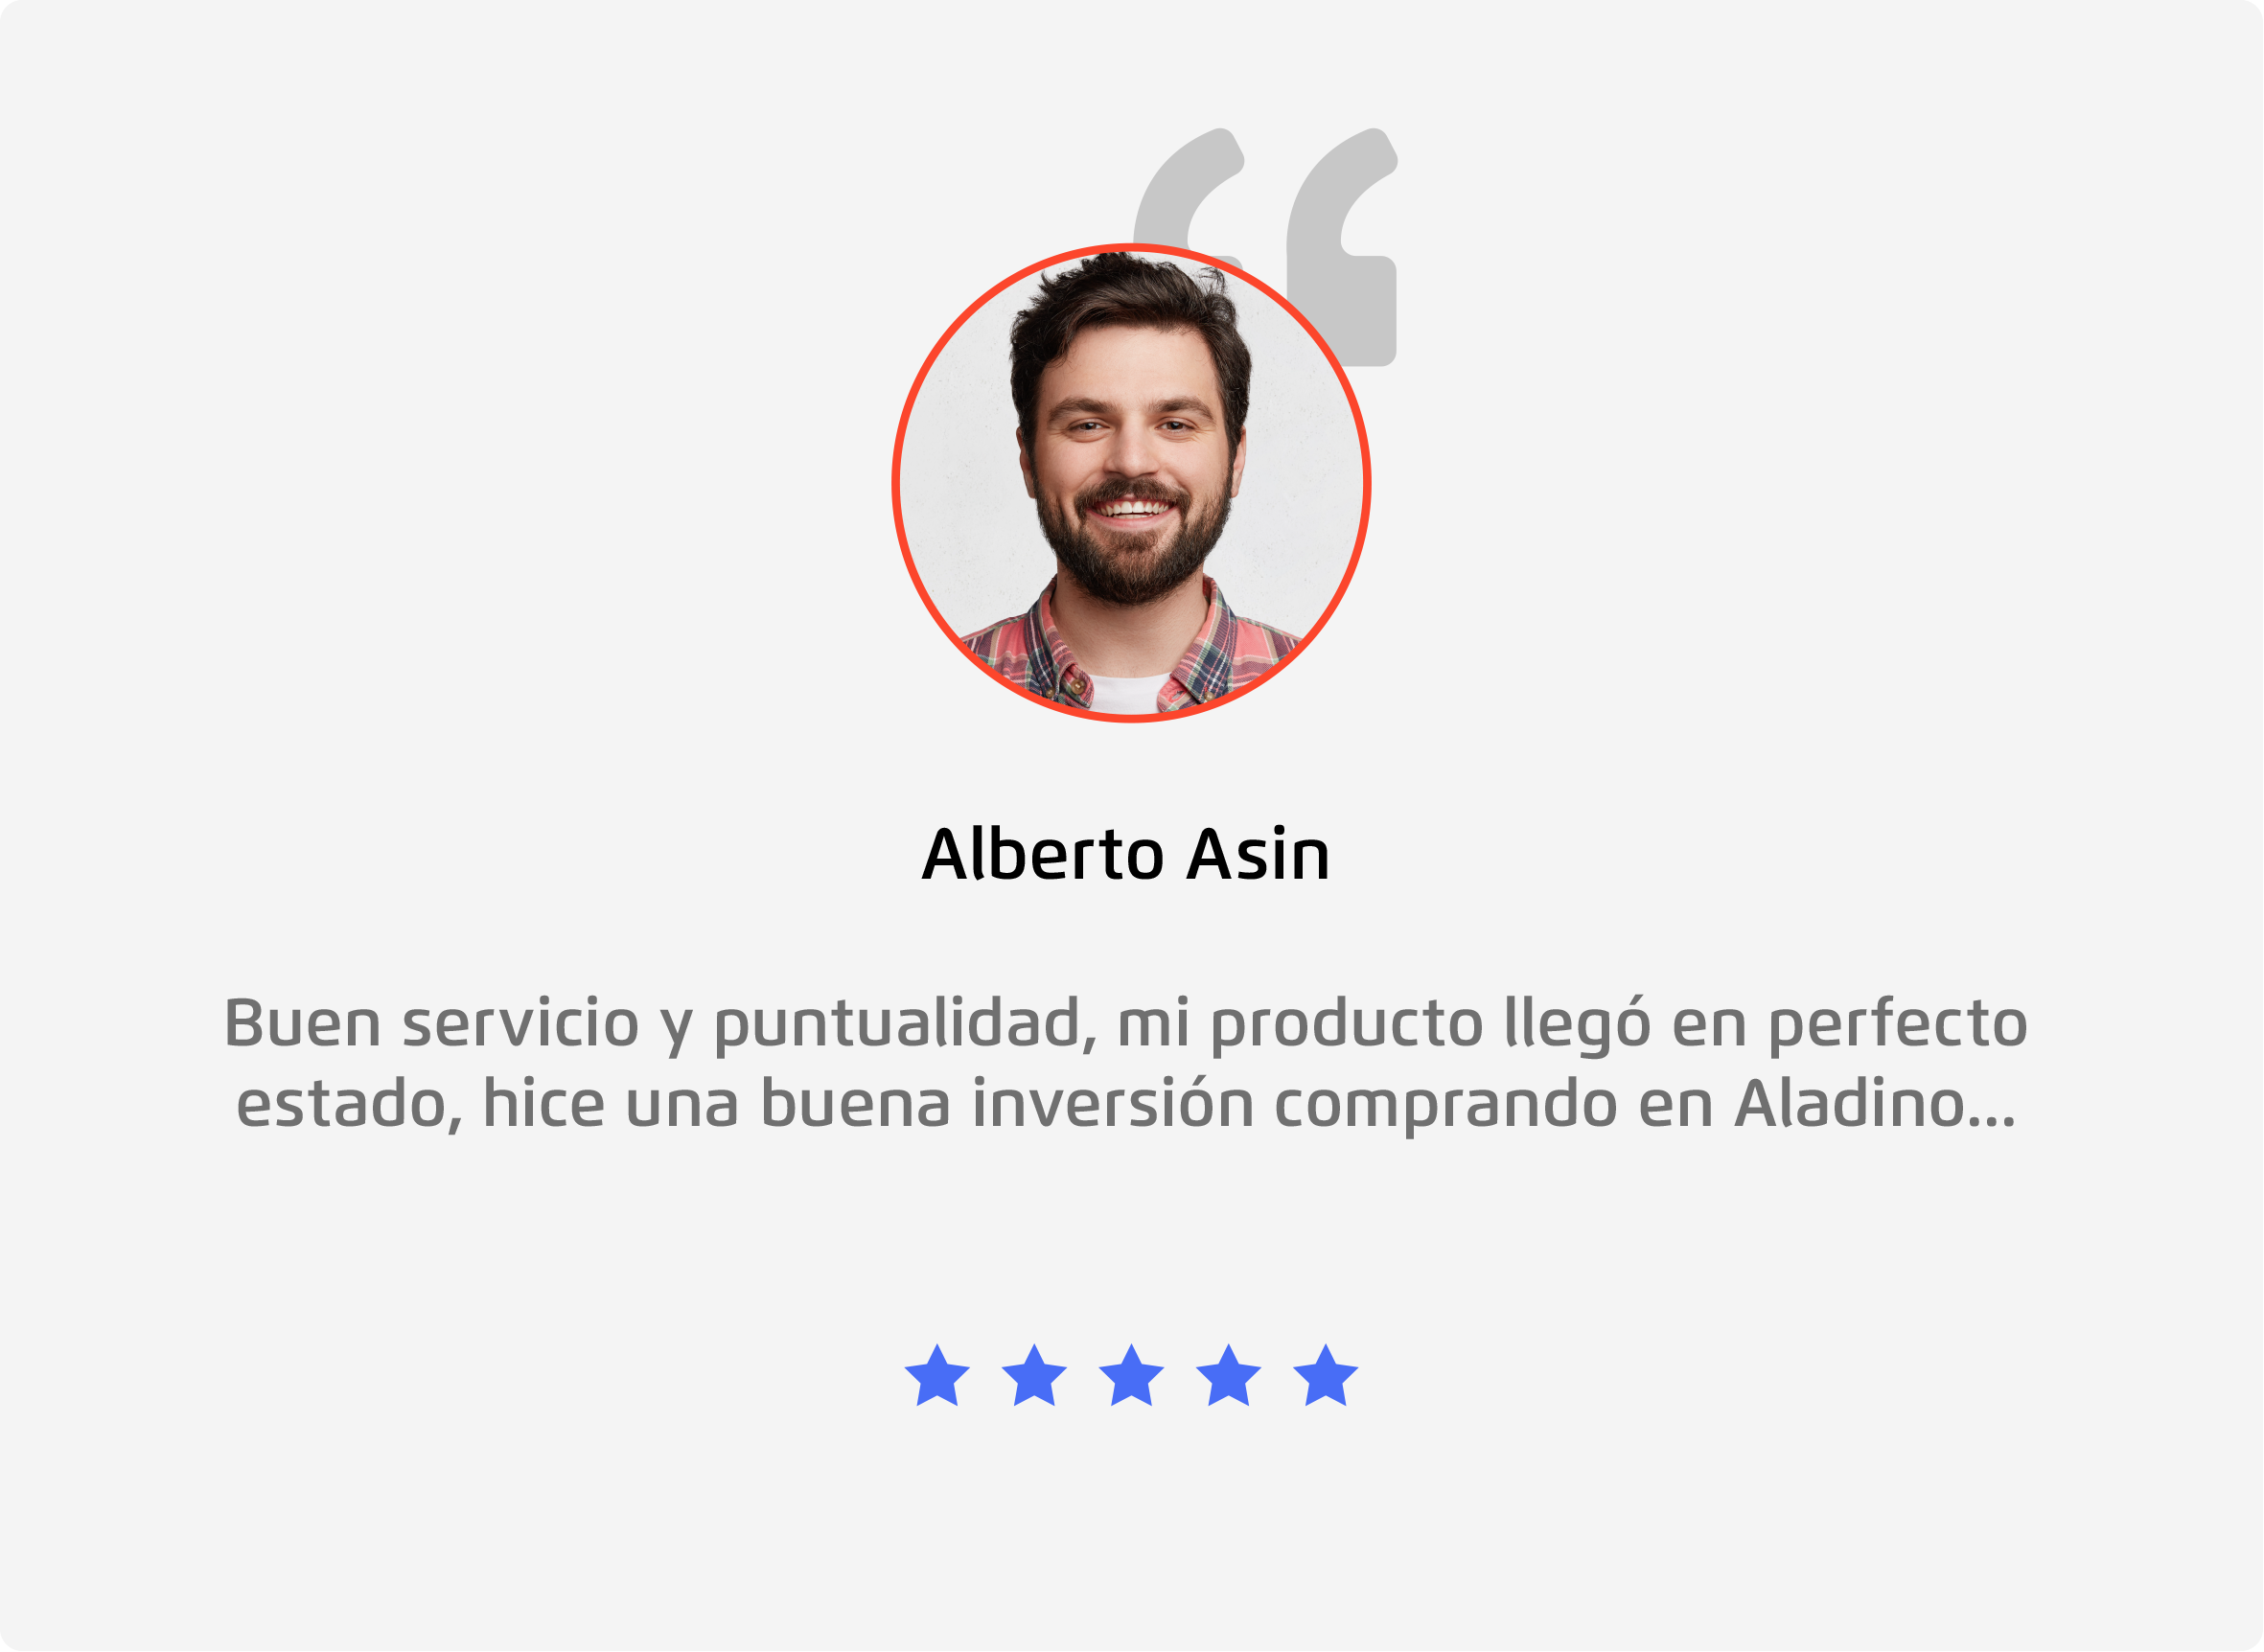 Alberto Asin
Buen servicio y puntualidad, mi producto llegó en perfecto
estado, hice una buena inversión comprando en Aladino...